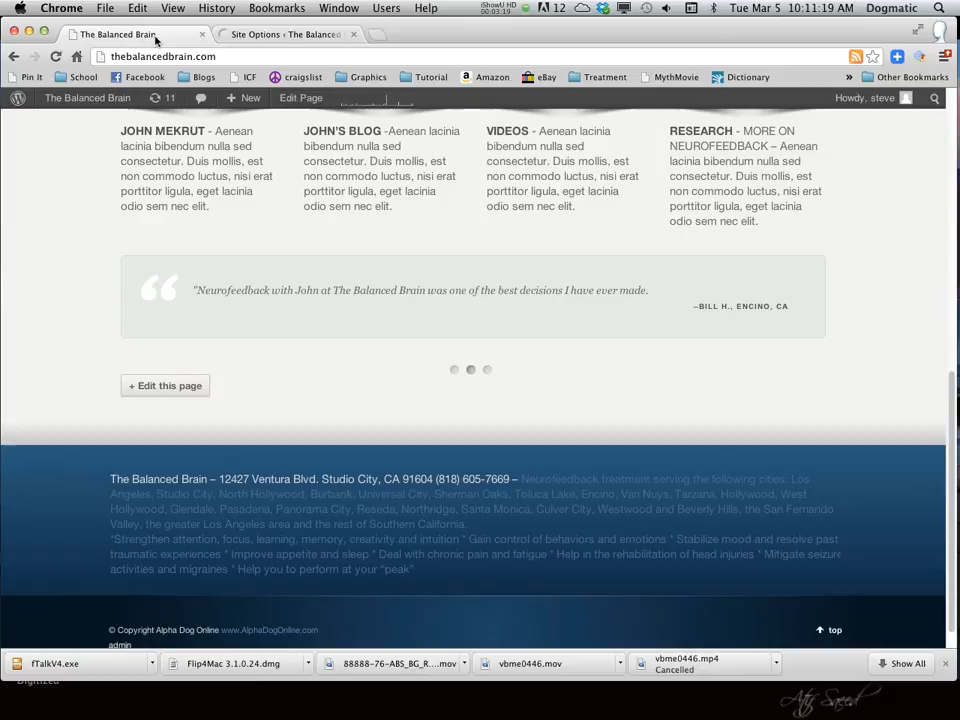 Chrome File Edit View History Bookmarks Window Users Help iShowU HD 00:03:19 12 Tue Mar 5 10:11:19 AM Dogmatic
The Balanced Brain Site Options ‹ The Balanced
thebalancedbrain.com
Pin It School Facebook Blogs ICF craigslist Graphics Tutorial Amazon eBay Treatment MythMovie Dictionary » Other Bookmarks
The Balanced Brain 11 + New Edit Page Howdy, steve
JOHN MEKRUT - Aenean
lacinia bibendum nulla sed
consectetur. Duis mollis, est
non commodo luctus, nisi erat
porttitor ligula, eget lacinia
odio sem nec elit.
JOHN'S BLOG -Aenean lacinia
bibendum nulla sed
consectetur. Duis mollis, est
non commodo luctus, nisi erat
porttitor ligula, eget lacinia
odio sem nec elit.
VIDEOS - Aenean lacinia
bibendum nulla sed
consectetur. Duis mollis, est
non commodo luctus, nisi erat
porttitor ligula, eget lacinia
odio sem nec elit.
RESEARCH - MORE ON
NEUROFEEDBACK – Aenean
lacinia bibendum nulla sed
consectetur. Duis mollis, est
non commodo luctus, nisi erat
porttitor ligula, eget lacinia
odio sem nec elit.
"Neurofeedback with John at The Balanced Brain was one of the best decisions I have ever made.
–BILL H., ENCINO, CA
+ Edit this page
The Balanced Brain – 12427 Ventura Blvd. Studio City, CA 91604 (818) 605-7669 – Neurofeedback treatment serving the following cities: Los
Angeles, Studio City, North Hollywood, Burbank, Universal City, Sherman Oaks, Toluca Lake, Encino, Van Nuys, Tarzana, Hollywood, West
Hollywood, Glendale, Pasadena, Panorama City, Reseda, Northridge, Santa Monica, Culver City, Westwood and Beverly Hills, the San Fernando
Valley, the greater Los Angeles area and the rest of Southern California.
*Strengthen attention, focus, learning, memory, creativity and intuition * Gain control of behaviors and emotions * Stabilize mood and resolve past
traumatic experiences * Improve appetite and sleep * Deal with chronic pain and fatigue * Help in the rehabilitation of head injuries * Mitigate seizure
activities and migraines * Help you to perform at your “peak”
© Copyright Alpha Dog Online www.AlphaDogOnline.com top
admin
fTalkV4.exe Flip4Mac 3.1.0.24.dmg 88888-76-ABS_BG_R....mov vbme0446.mov vbme0446.mp4 Show All
Cancelled
Digitized
Atif Saeed